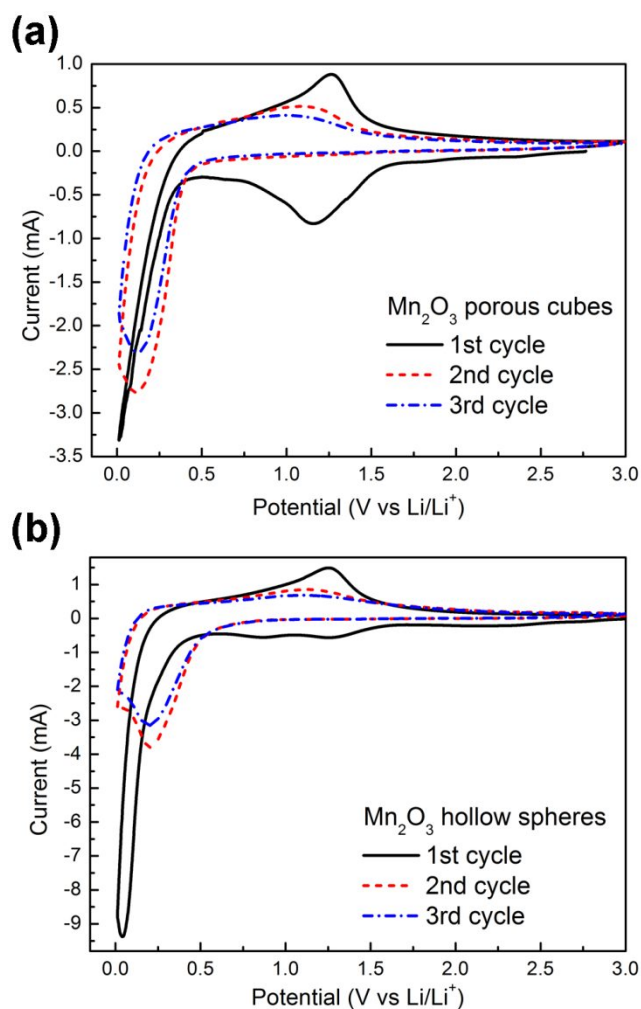 (a)
1.0
0.5
0.0
-0.5
-1.0
-1.5
-2.0
-2.5
-3.0
-3.5
Current (mA)
Mn₂O₃ porous cubes
1st cycle
2nd cycle
3rd cycle
0.0 0.5 1.0 1.5 2.0 2.5 3.0
Potential (V vs Li/Li⁺)
(b)
1
0
-1
-2
-3
-4
-5
-6
-7
-8
-9
Current (mA)
Mn₂O₃ hollow spheres
1st cycle
2nd cycle
3rd cycle
0.0 0.5 1.0 1.5 2.0 2.5 3.0
Potential (V vs Li/Li⁺)